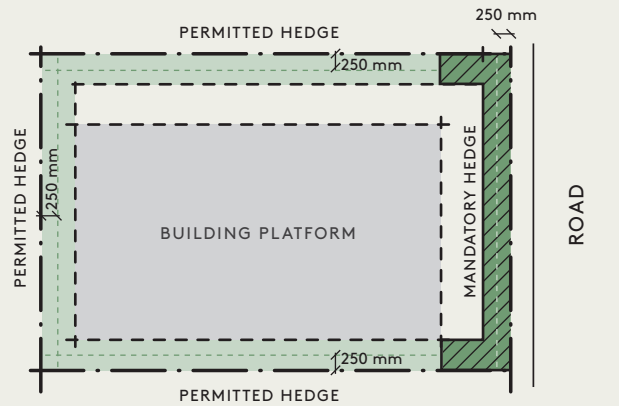 250 mm
PERMITTED HEDGE
250 mm
PERMITTED HEDGE
250 mm
BUILDING PLATFORM
MANDATORY HEDGE
ROAD
250 mm
PERMITTED HEDGE